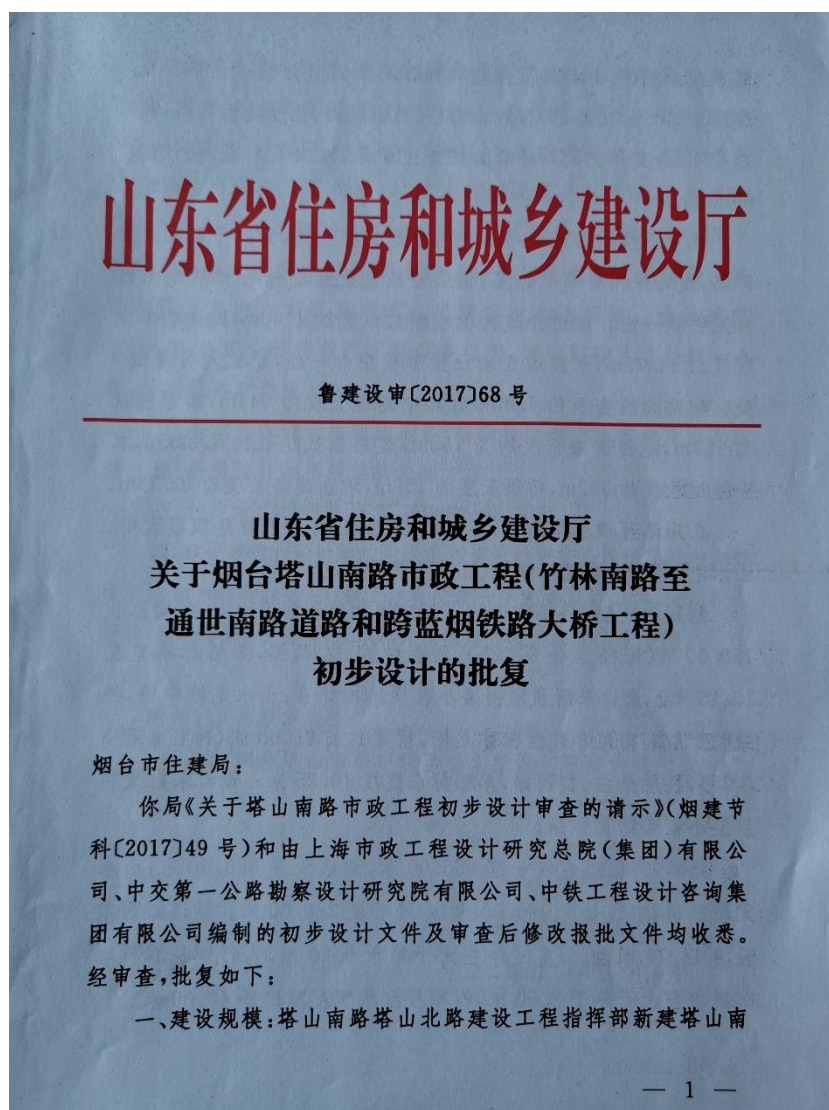 山东省住房和城乡建设厅
鲁建设审〔2017〕68 号
山东省住房和城乡建设厅
关于烟台塔山南路市政工程(竹林南路至
通世南路道路和跨蓝烟铁路大桥工程)
初步设计的批复
烟台市住建局:
你局《关于塔山南路市政工程初步设计审查的请示》(烟建节
科〔2017〕49 号)和由上海市政工程设计研究总院(集团)有限公
司、中交第一公路勘察设计研究院有限公司、中铁工程设计咨询集
团有限公司编制的初步设计文件及审查后修改报批文件均收悉。
经审查,批复如下:
一、建设规模:塔山南路塔山北路建设工程指挥部新建塔山南
— 1 —